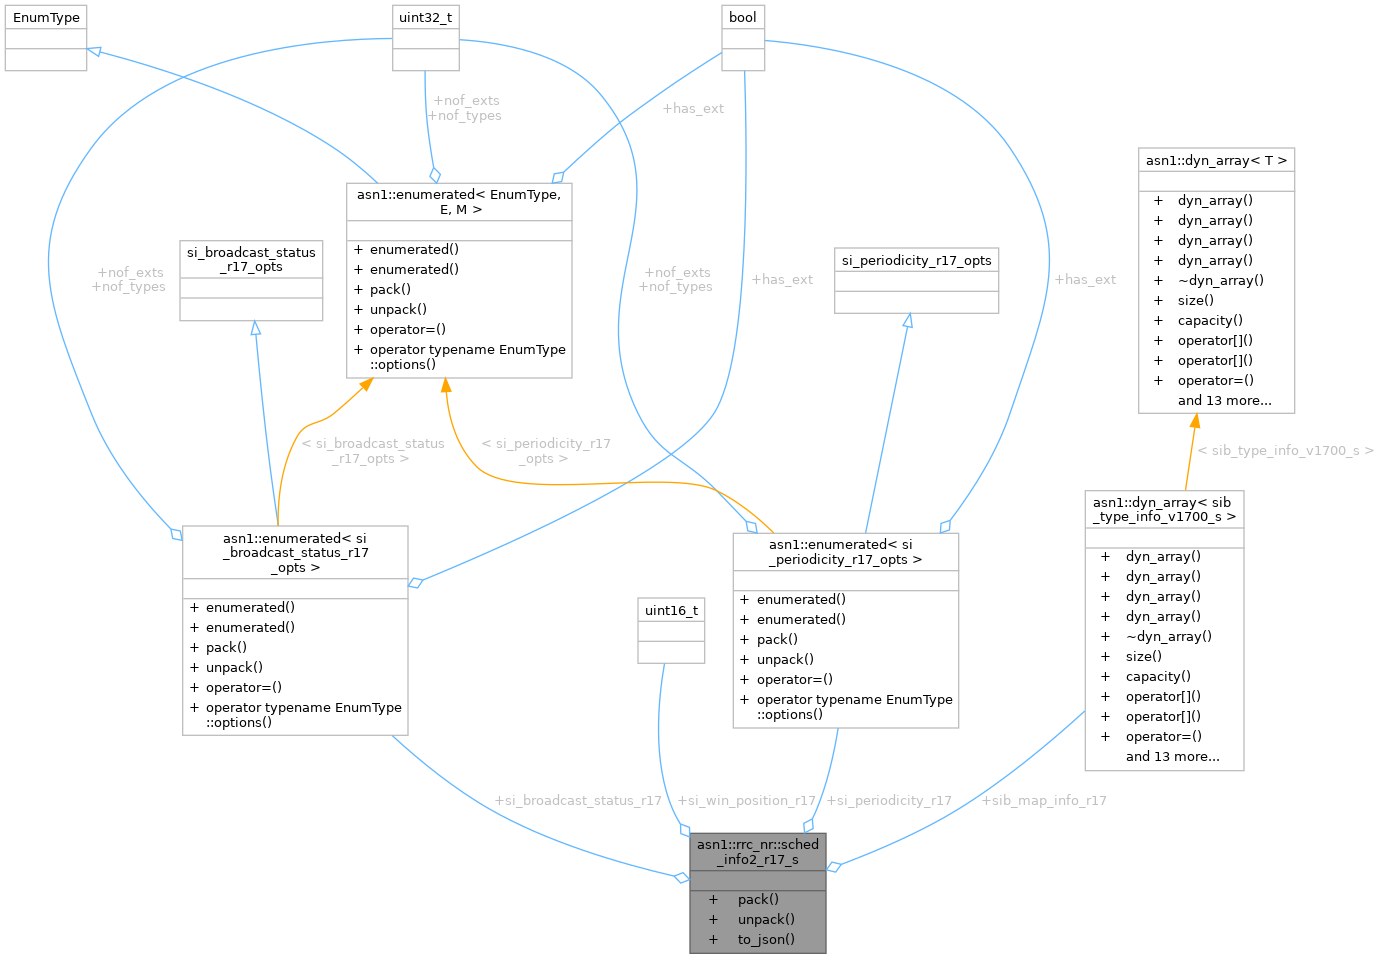 EnumType
uint32_t
bool
+nof_exts
+nof_types
+has_ext
asn1::dyn_array< T >
+ dyn_array()
+ dyn_array()
+ dyn_array()
+ dyn_array()
+ ~dyn_array()
+ size()
+ capacity()
+ operator[]()
+ operator[]()
+ operator=()
and 13 more...
asn1::enumerated< EnumType,
E, M >
+ enumerated()
+ enumerated()
+ pack()
+ unpack()
+ operator=()
+ operator typename EnumType
::options()
si_broadcast_status
_r17_opts
si_periodicity_r17_opts
+nof_exts
+nof_types
+nof_exts
+nof_types
+has_ext
+has_ext
< si_broadcast_status
_r17_opts >
< si_periodicity_r17
_opts >
< sib_type_info_v1700_s >
asn1::enumerated< si
_broadcast_status_r17
_opts >
+ enumerated()
+ enumerated()
+ pack()
+ unpack()
+ operator=()
+ operator typename EnumType
::options()
uint16_t
asn1::enumerated< si
_periodicity_r17_opts >
+ enumerated()
+ enumerated()
+ pack()
+ unpack()
+ operator=()
+ operator typename EnumType
::options()
asn1::dyn_array< sib
_type_info_v1700_s >
+ dyn_array()
+ dyn_array()
+ dyn_array()
+ dyn_array()
+ ~dyn_array()
+ size()
+ capacity()
+ operator[]()
+ operator[]()
+ operator=()
and 13 more...
+si_broadcast_status_r17
+si_win_position_r17
+si_periodicity_r17
+sib_map_info_r17
asn1::rrc_nr::sched
_info2_r17_s
+ pack()
+ unpack()
+ to_json()